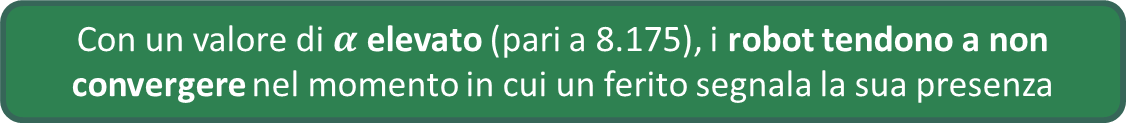 Con un valore di 𝜶 elevato (pari a 8.175), i robot tendono a non
convergere nel momento in cui un ferito segnala la sua presenza